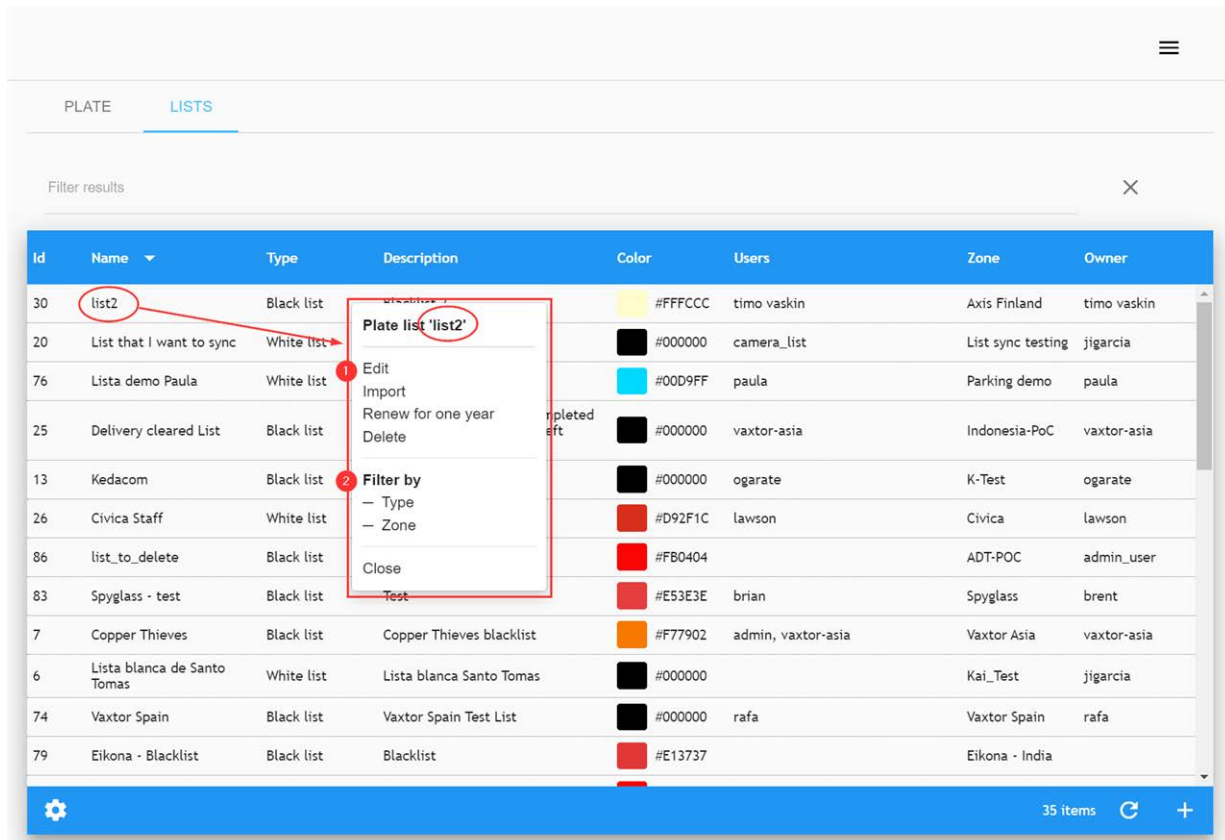 PLATE LISTS
Filter results
Id Name Type Description Color Users Zone Owner
30 list2 Black list Blacklist 2 #FFFCCC timo vaskin Axis Finland timo vaskin
20 List that I want to sync White list #000000 camera_list List sync testing jigarcia
76 Lista demo Paula White list #00D9FF paula Parking demo paula
25 Delivery cleared List Black list #000000 vaxtor-asia Indonesia-PoC vaxtor-asia
13 Kedacom Black list #000000 ogarate K-Test ogarate
26 Civica Staff White list #D92F1C lawson Civica lawson
86 list_to_delete Black list #FB0404 ADT-POC admin_user
83 Spyglass - test Black list Test #E53E3E brian Spyglass brent
7 Copper Thieves Black list Copper Thieves blacklist #F77902 admin, vaxtor-asia Vaxtor Asia vaxtor-asia
6 Lista blanca de Santo
Tomas White list Lista blanca Santo Tomas #000000 Kai_Test jigarcia
74 Vaxtor Spain Black list Vaxtor Spain Test List #000000 rafa Vaxtor Spain rafa
79 Eikona - Blacklist Black list Blacklist #E13737 Eikona - India
Plate list 'list2'
1 Edit
Import
Renew for one year
Delete
2 Filter by
— Type
— Zone
Close
35 items